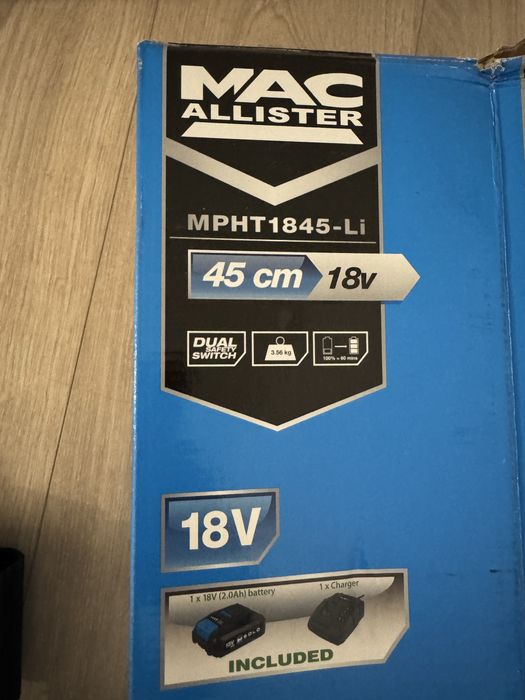 MAC
ALLISTER
MPHT1845-Li
45 cm 18v
DUAL
SAFETY
SWITCH
3.56 kg
100% = 60 mins
18V
1 x 18V (2.0Ah) battery
1 x Charger
18V
INCLUDED